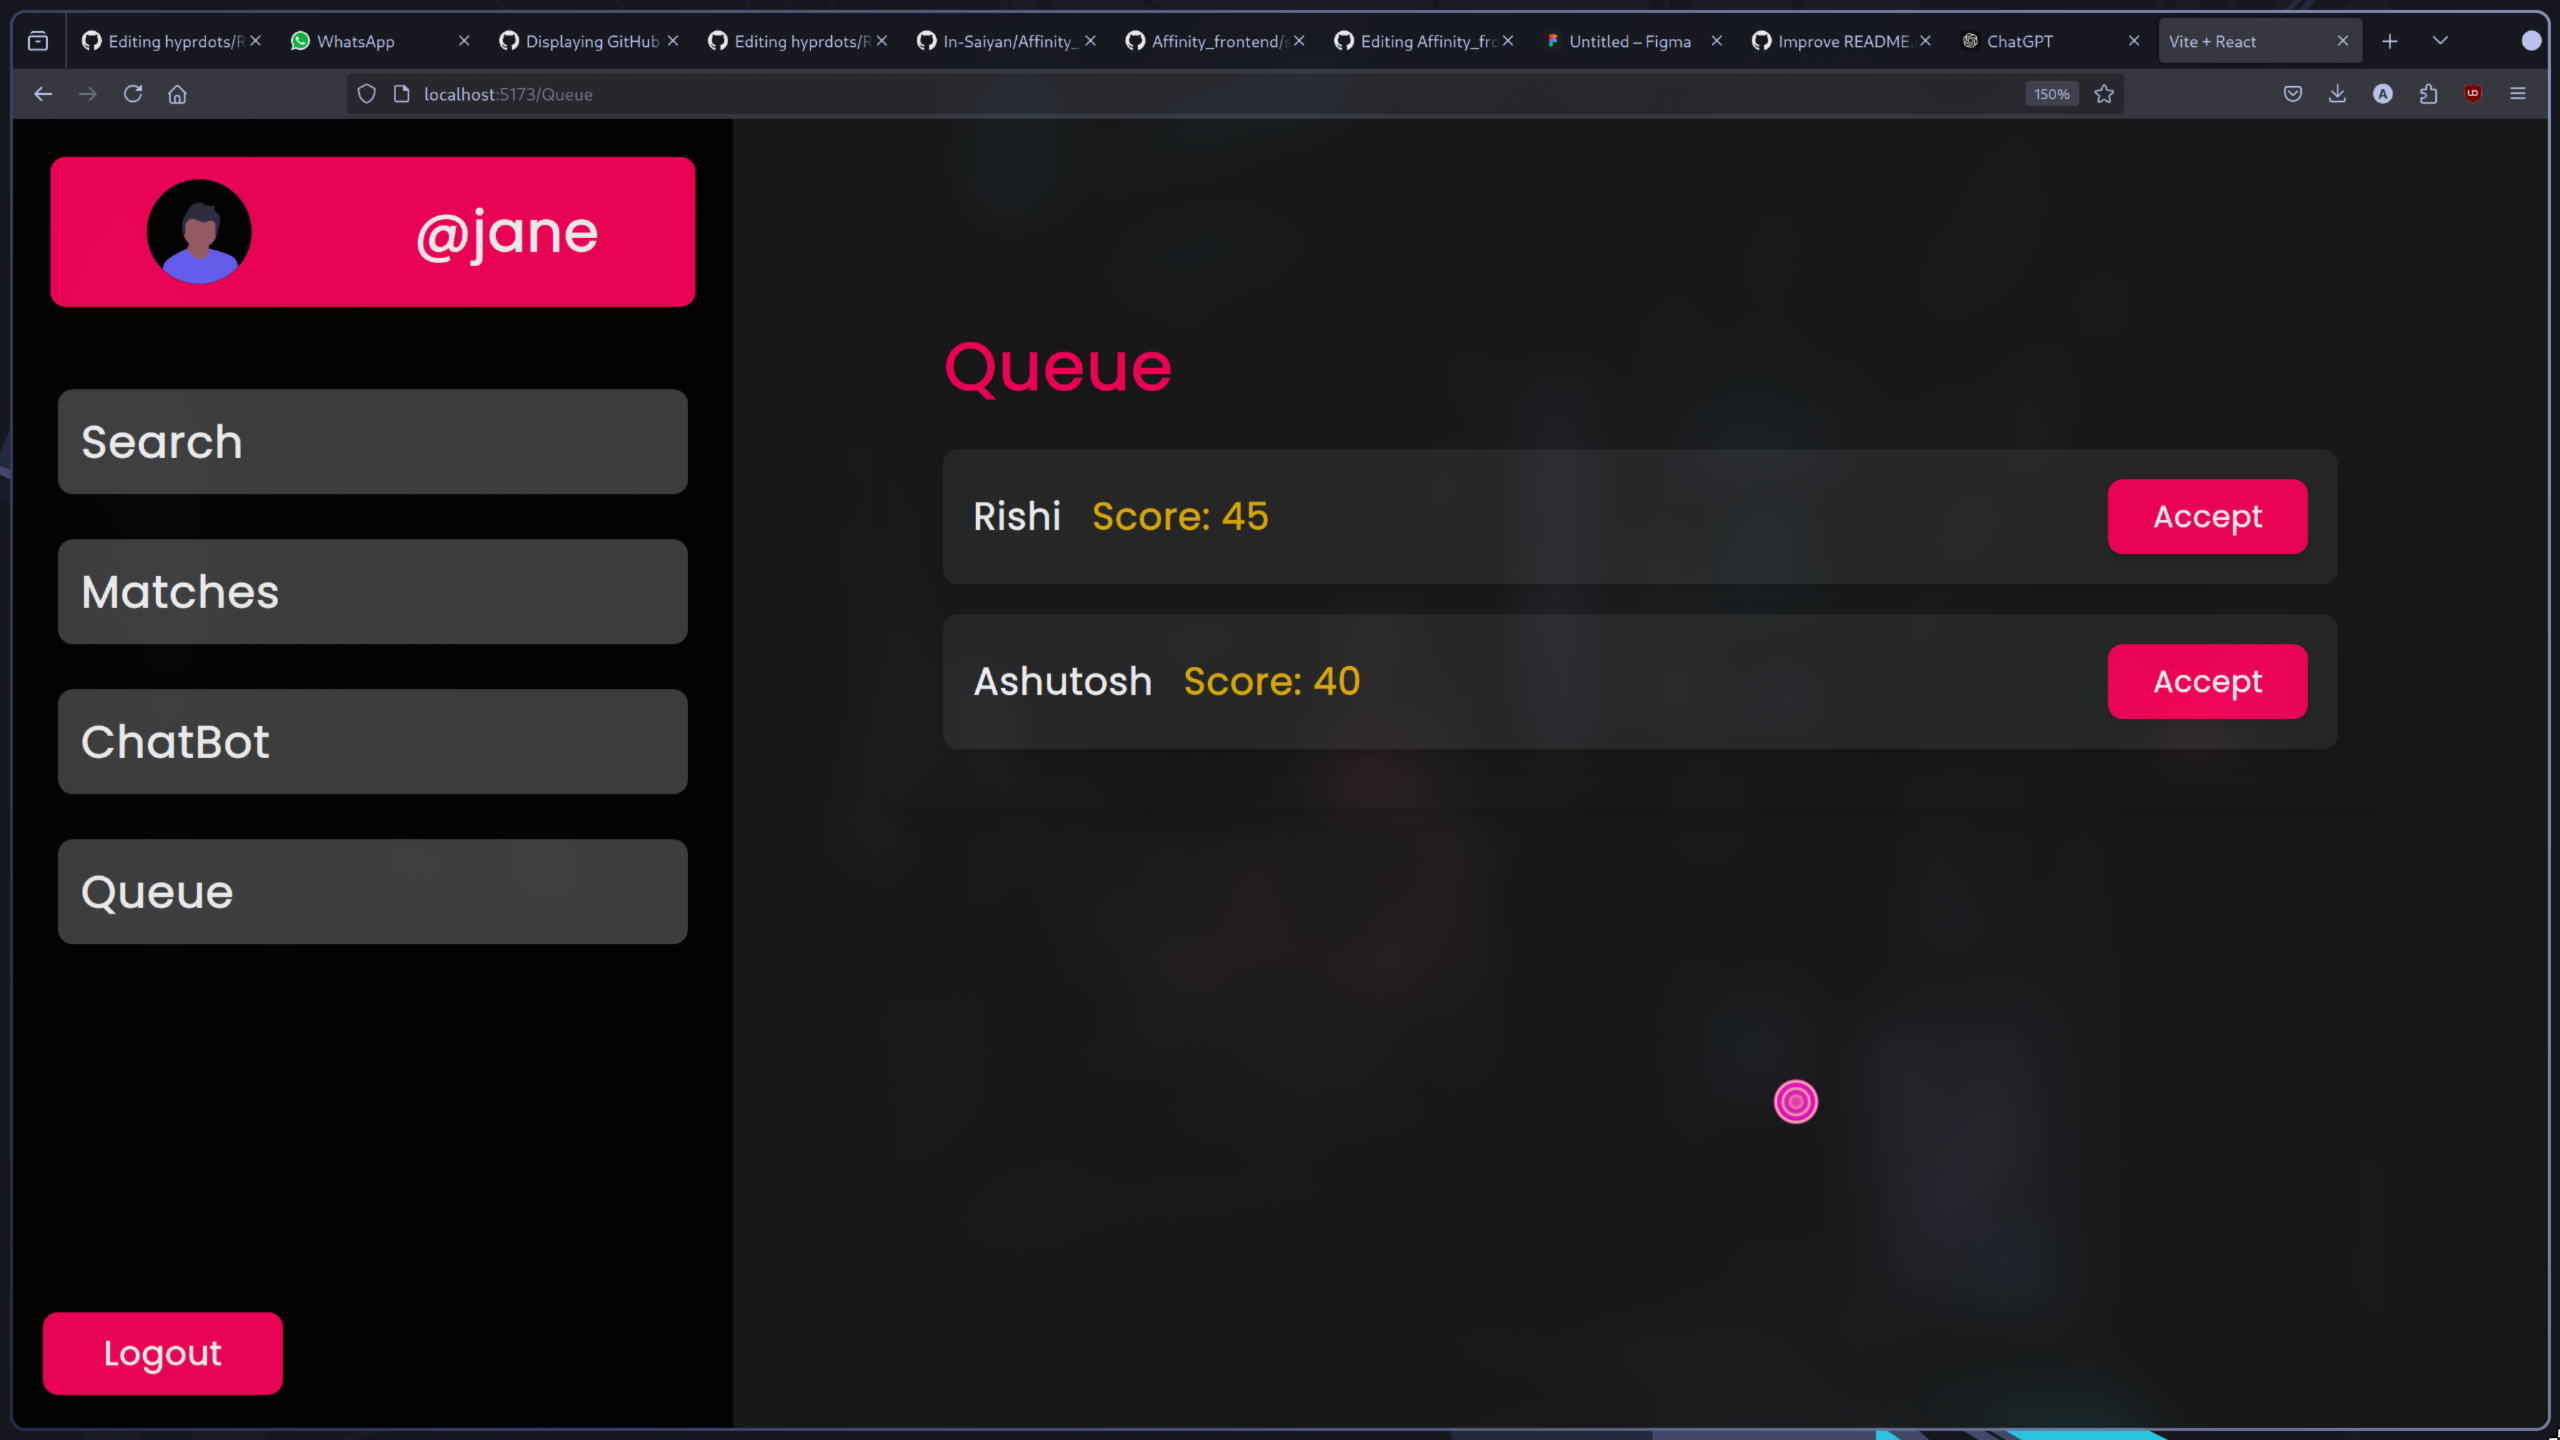 Editing hyprdots/R
WhatsApp
Displaying GitHub
Editing hyprdots/R
In-Saiyan/Affinity_
Affinity_frontend/s
Editing Affinity_fro
Untitled – Figma
Improve README.
ChatGPT
Vite + React
localhost:5173/Queue
150%
A
@jane
Search
Matches
ChatBot
Queue
Logout
Queue
Rishi Score: 45
Accept
Ashutosh Score: 40
Accept